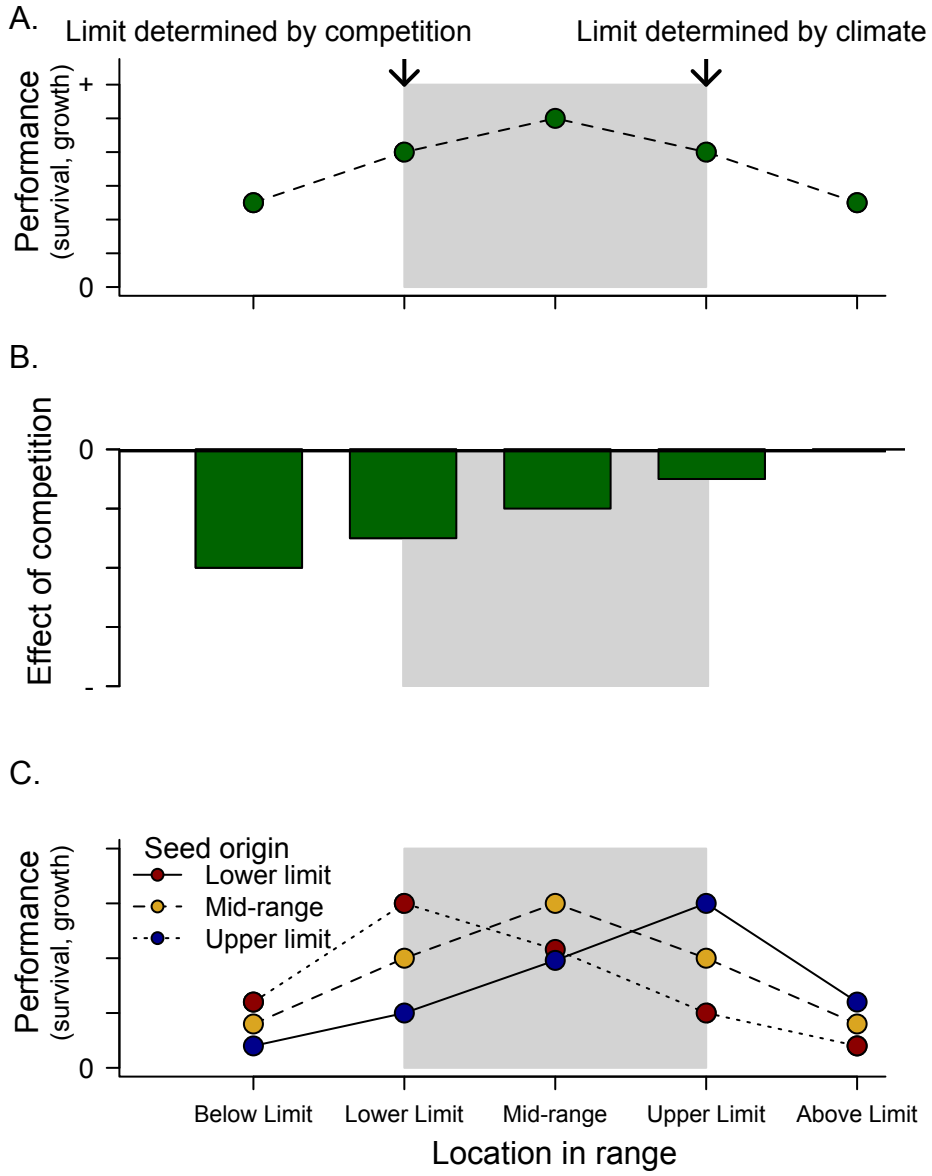 A.
Limit determined by competition
Limit determined by climate
Performance
(survival, growth)
+
0
B.
Effect of competition
0
-
C.
Performance
(survival, growth)
Seed origin
Lower limit
Mid-range
Upper limit
0
Below Limit Lower Limit Mid-range Upper Limit Above Limit
Location in range